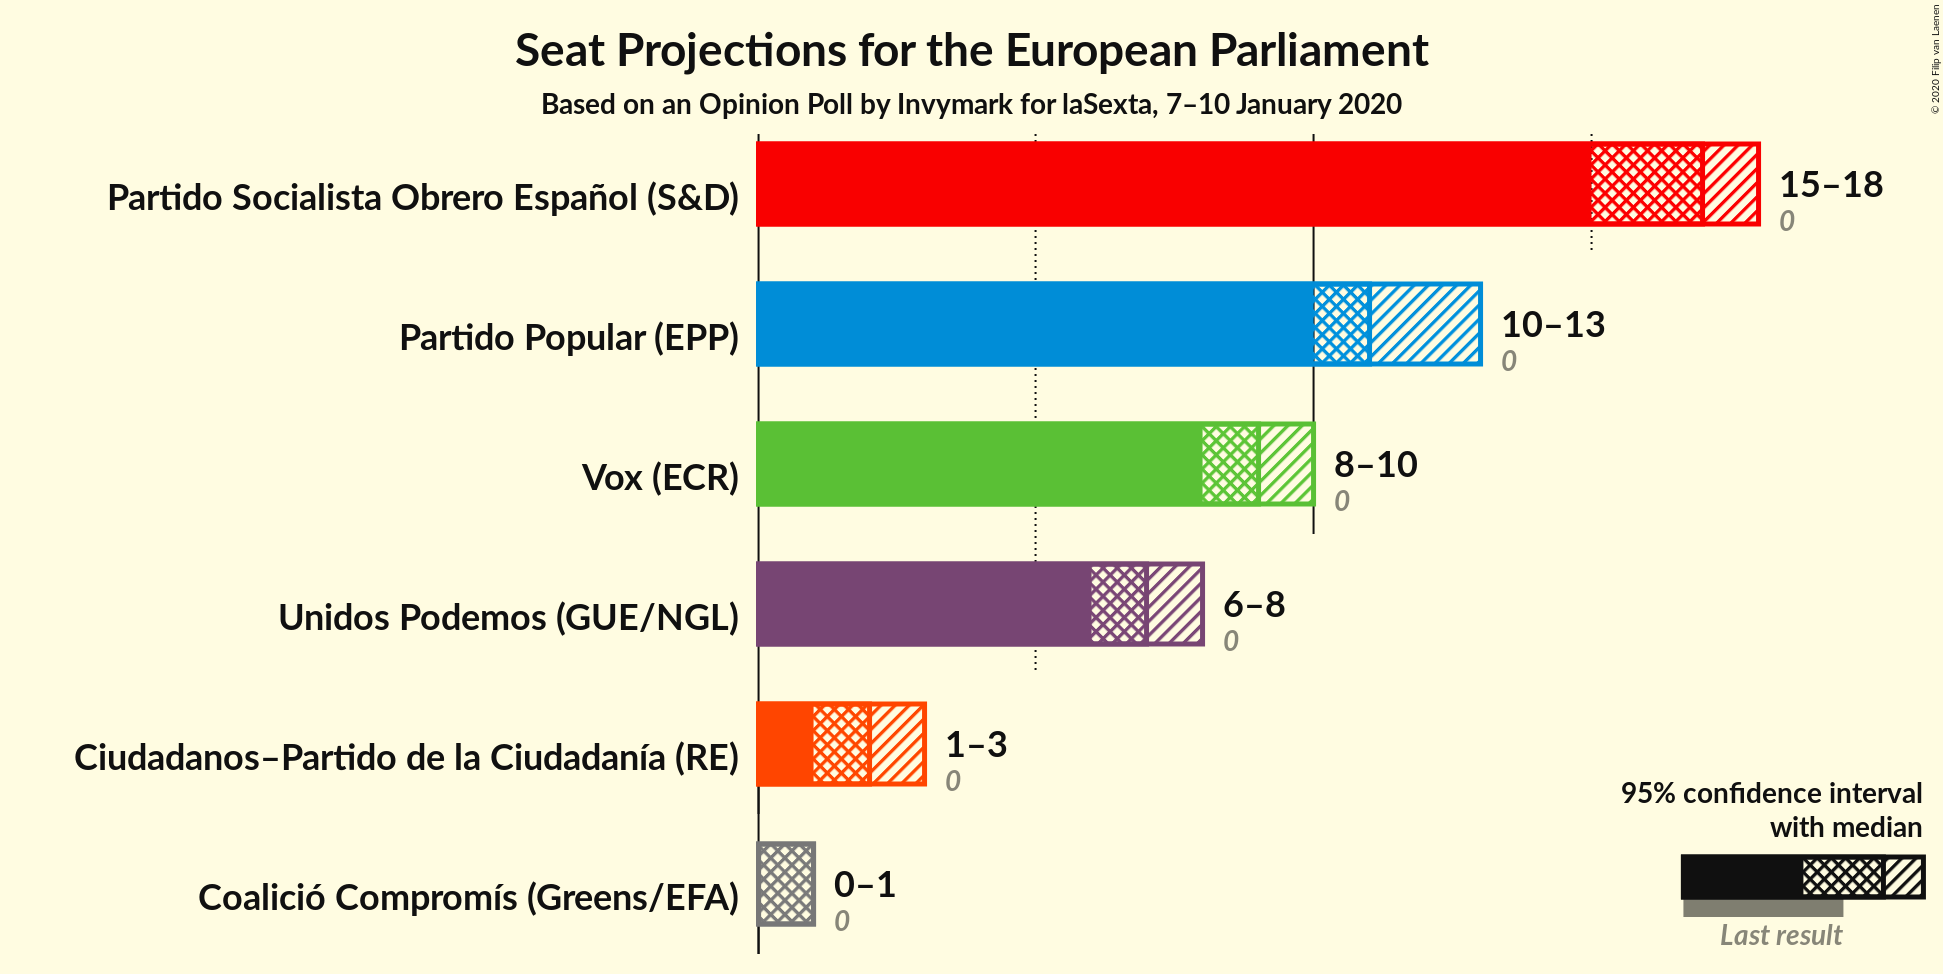 Seat Projections for the European Parliament
Based on an Opinion Poll by Invymark for laSexta, 7–10 January 2020
© 2020 Filip van Laenen
Partido Socialista Obrero Español (S&D)
15–18
0
Partido Popular (EPP)
10–13
0
Vox (ECR)
8–10
0
Unidos Podemos (GUE/NGL)
6–8
0
Ciudadanos–Partido de la Ciudadanía (RE)
1–3
0
Coalició Compromís (Greens/EFA)
0–1
0
95% confidence interval
with median
Last result